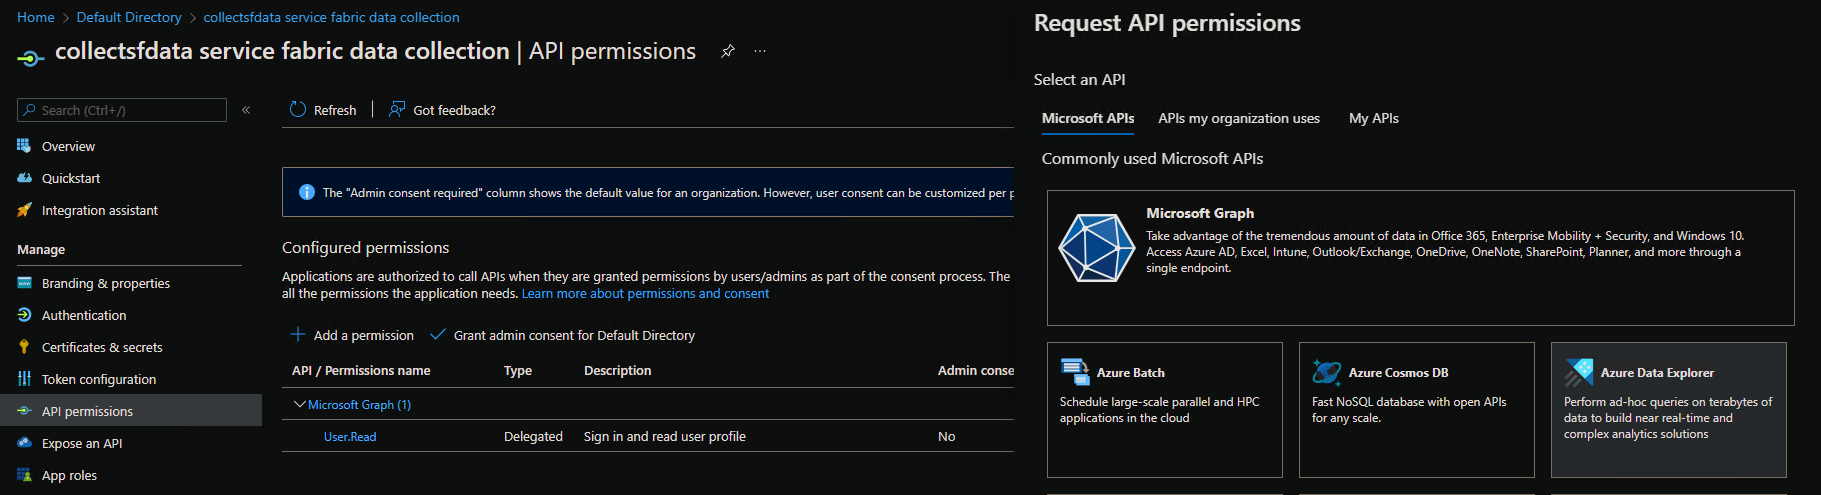 Home > Default Directory > collectsfdata service fabric data collection
collectsfdata service fabric data collection | API permissions
Search (Ctrl+/)
Overview
Quickstart
Integration assistant
Manage
Branding & properties
Authentication
Certificates & secrets
Token configuration
API permissions
Expose an API
App roles
Refresh | Got feedback?
The "Admin consent required" column shows the default value for an organization. However, user consent can be customized per p
Configured permissions
Applications are authorized to call APIs when they are granted permissions by users/admins as part of the consent process. The
all the permissions the application needs. Learn more about permissions and consent
Add a permission Grant admin consent for Default Directory
API / Permissions name Type Description Admin conse
Microsoft Graph (1)
User.Read Delegated Sign in and read user profile No
Request API permissions
Select an API
Microsoft APIs APIs my organization uses My APIs
Commonly used Microsoft APIs
Microsoft Graph
Take advantage of the tremendous amount of data in Office 365, Enterprise Mobility + Security, and Windows 10.
Access Azure AD, Excel, Intune, Outlook/Exchange, OneDrive, OneNote, SharePoint, Planner, and more through a
single endpoint.
Azure Batch
Schedule large-scale parallel and HPC
applications in the cloud
Azure Cosmos DB
Fast NoSQL database with open APIs
for any scale.
Azure Data Explorer
Perform ad-hoc queries on terabytes of
data to build near real-time and
complex analytics solutions